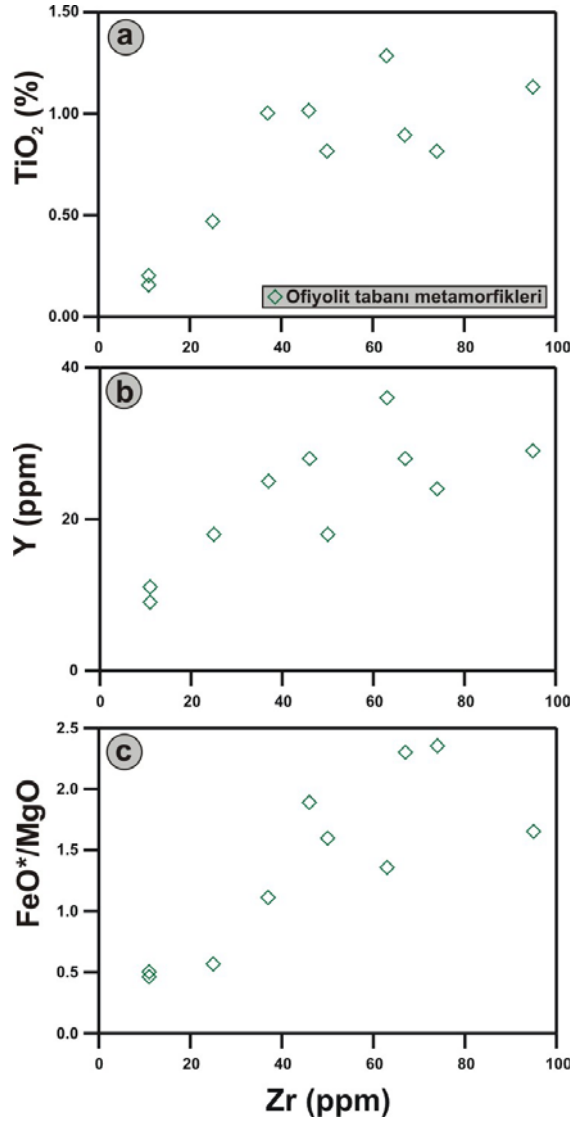 a
TiO₂ (%)
1.50
1.00
0.50
0.00
Ofiyolit tabanı metamorfikleri
0 20 40 60 80 100
b
Y (ppm)
40
20
0
0 20 40 60 80 100
c
FeO*/MgO
2.5
2.0
1.5
1.0
0.5
0.0
0 20 40 60 80 100
Zr (ppm)